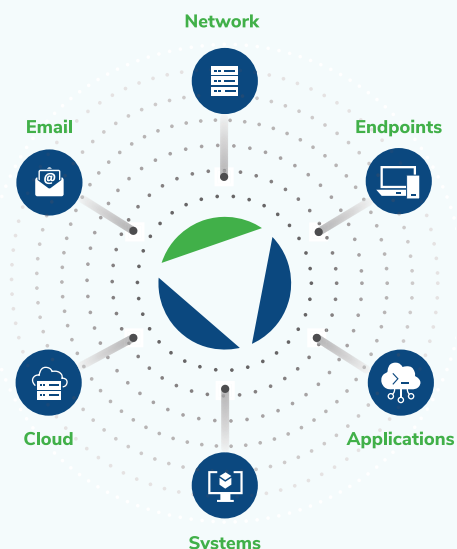 Network
Email
Endpoints
Cloud
Applications
Systems